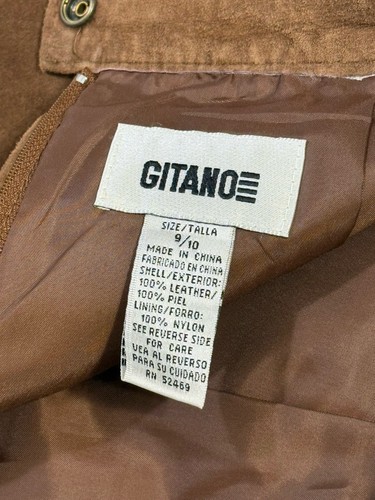 GITANO
SIZE/TALLA
9/10
MADE IN CHINA
FABRICADO EN CHINA
SHELL/EXTERIOR:
100% LEATHER/
100% PIEL
LINING/FORRO:
100% NYLON
SEE REVERSE SIDE
FOR CARE
VEA AL REVERSO
PARA SU CUIDADO
RN 52469